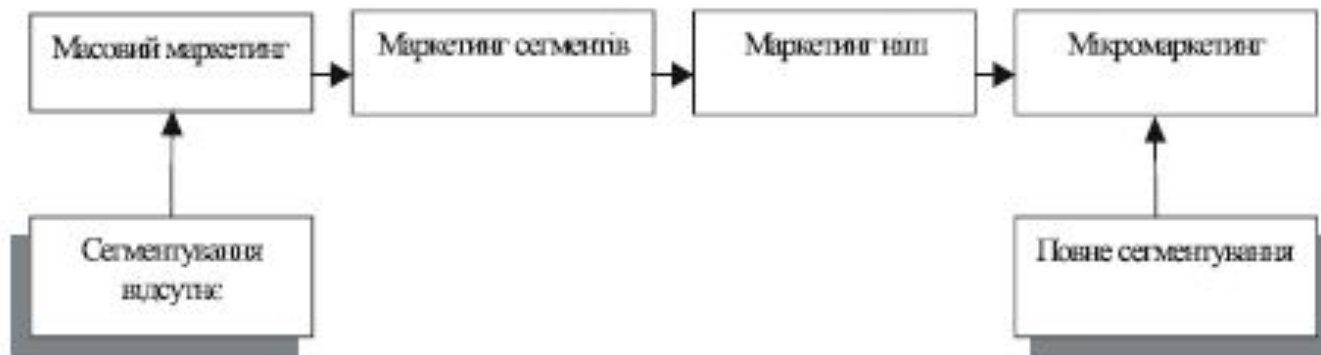 Масовий маркетинг
Маркетинг сегментів
Маркетинг ніш
Мікромаркетинг
Сегментування
відсутнє
Повне сегментування